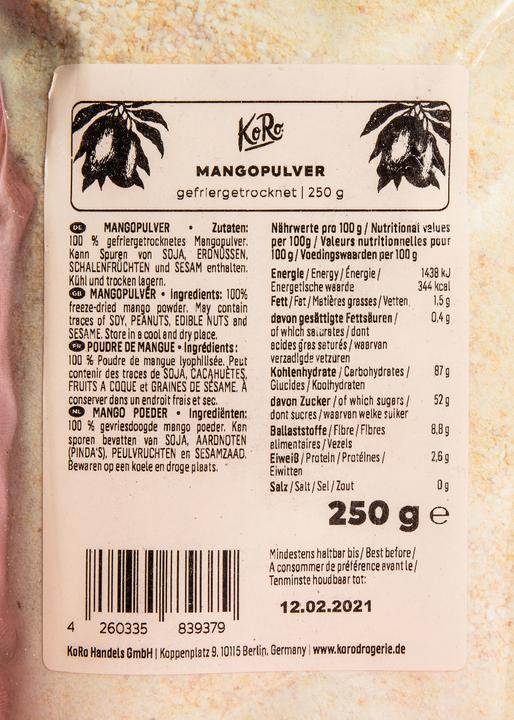 KoRo
MANGOPULVER
gefriergetrocknet | 250 g
DE MANGOPULVER • Zutaten:
100 % gefriergetrocknetes Mangopulver.
Kann Spuren von SOJA, ERDNÜSSEN,
SCHALENFRÜCHTEN und SESAM enthalten.
Kühl und trocken lagern.
GB MANGOPULVER • Ingredients: 100%
freeze-dried mango powder. May contain
traces of SOY, PEANUTS, EDIBLE NUTS and
SESAME. Store in a cool and dry place.
FR POUDRE DE MANGUE • Ingrédients:
100 % Poudre de mangue lyophilisée. Peut
contenir des traces de SOJA, CACAHUÈTES,
FRUITS A COQUE et GRAINES DE SÉSAME. À
conserver dans un endroit frais et sec.
NL MANGO POEDER • Ingrediënten:
100 % gevriesdoogde mango poeder. Kan
sporen bevatten van SOJA, AARDNOTEN
(PINDA'S), PEULVRUCHTEN en SESAMZAAD.
Bewaren op een koele en droge plaats.
Nährwerte pro 100 g / Nutritional values
per 100g / Valeurs nutritionnelles pour
100 g / Voedingswaarden per 100 g
Energie / Energy / Énergie / 1438 kJ
Energetische waarde 344 kcal
Fett / Fat / Matières grasses / Vetten 1,5 g
davon gesättigte Fettsäuren / 0,4 g
of which saturates / dont
acides gras saturés / waarvan
verzadigde vetzuren
Kohlenhydrate / Carbohydrates / 87 g
Glucides / Koolhydraten
davon Zucker / of which sugars / 52 g
dont sucres / waarvan welke suiker
Ballaststoffe / Fibre / Fibres 8,8 g
alimentaires / Vezels
Eiweiß / Protein / Protéines / 2,6 g
Eiwitten
Salz / Salt / Sel / Zout 0 g
250 g e
Mindestens haltbar bis / Best before /
A consommer de préférence avant le /
Tenminste houdbaar tot:
12.02.2021
4 260335 839379
KoRo Handels GmbH | Koppenplatz 9, 10115 Berlin, Germany | www.korodrogerie.de